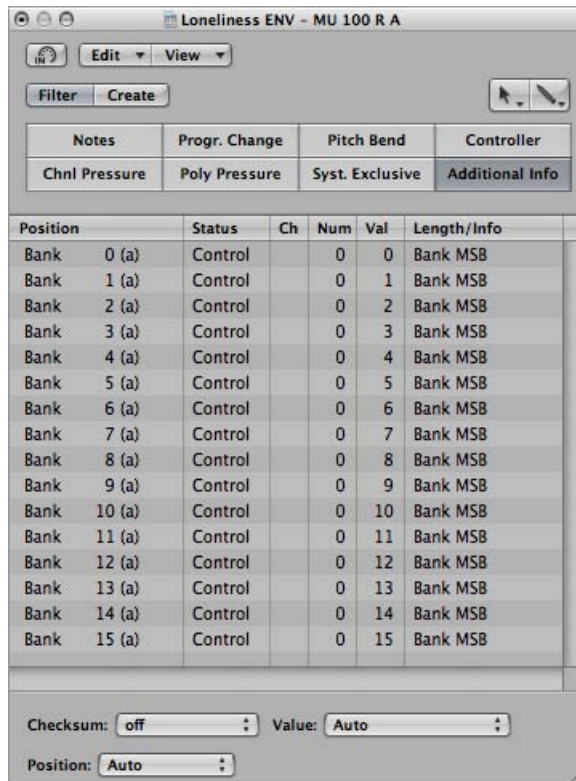 Loneliness ENV – MU 100 R A
IN Edit View
Filter Create
Notes Progr. Change Pitch Bend Controller
Chnl Pressure Poly Pressure Syst. Exclusive Additional Info
Position Status Ch Num Val Length/Info
Bank 0 (a) Control 0 0 Bank MSB
Bank 1 (a) Control 0 1 Bank MSB
Bank 2 (a) Control 0 2 Bank MSB
Bank 3 (a) Control 0 3 Bank MSB
Bank 4 (a) Control 0 4 Bank MSB
Bank 5 (a) Control 0 5 Bank MSB
Bank 6 (a) Control 0 6 Bank MSB
Bank 7 (a) Control 0 7 Bank MSB
Bank 8 (a) Control 0 8 Bank MSB
Bank 9 (a) Control 0 9 Bank MSB
Bank 10 (a) Control 0 10 Bank MSB
Bank 11 (a) Control 0 11 Bank MSB
Bank 12 (a) Control 0 12 Bank MSB
Bank 13 (a) Control 0 13 Bank MSB
Bank 14 (a) Control 0 14 Bank MSB
Bank 15 (a) Control 0 15 Bank MSB
Checksum: off Value: Auto
Position: Auto